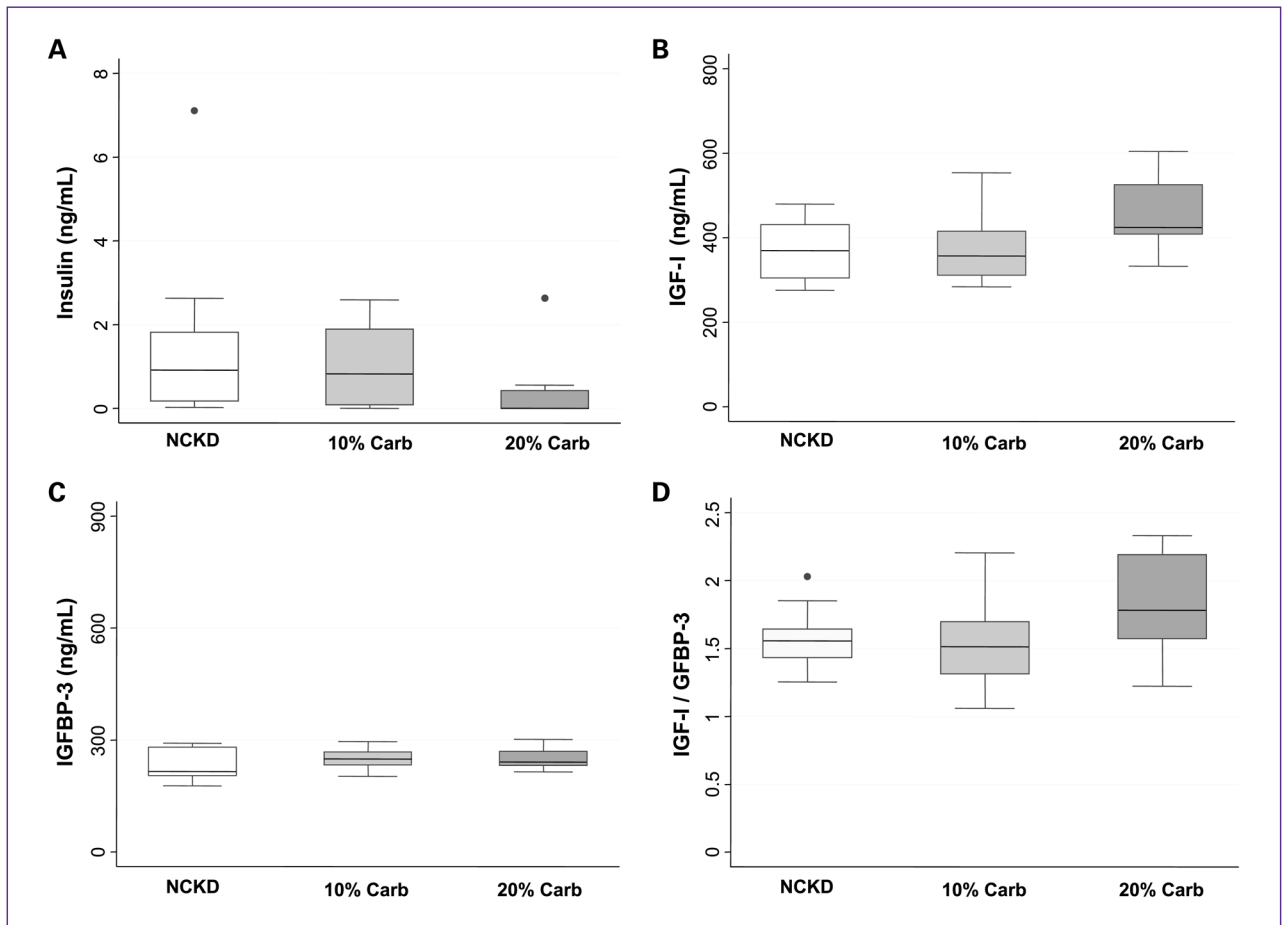 A
Insulin (ng/mL)
8
6
4
2
0
NCKD
10% Carb
20% Carb
B
IGF-I (ng/mL)
800
600
400
200
0
NCKD
10% Carb
20% Carb
C
IGFBP-3 (ng/mL)
900
600
300
0
NCKD
10% Carb
20% Carb
D
IGF-I / GFBP-3
2.5
2
1.5
1
0.5
0
NCKD
10% Carb
20% Carb